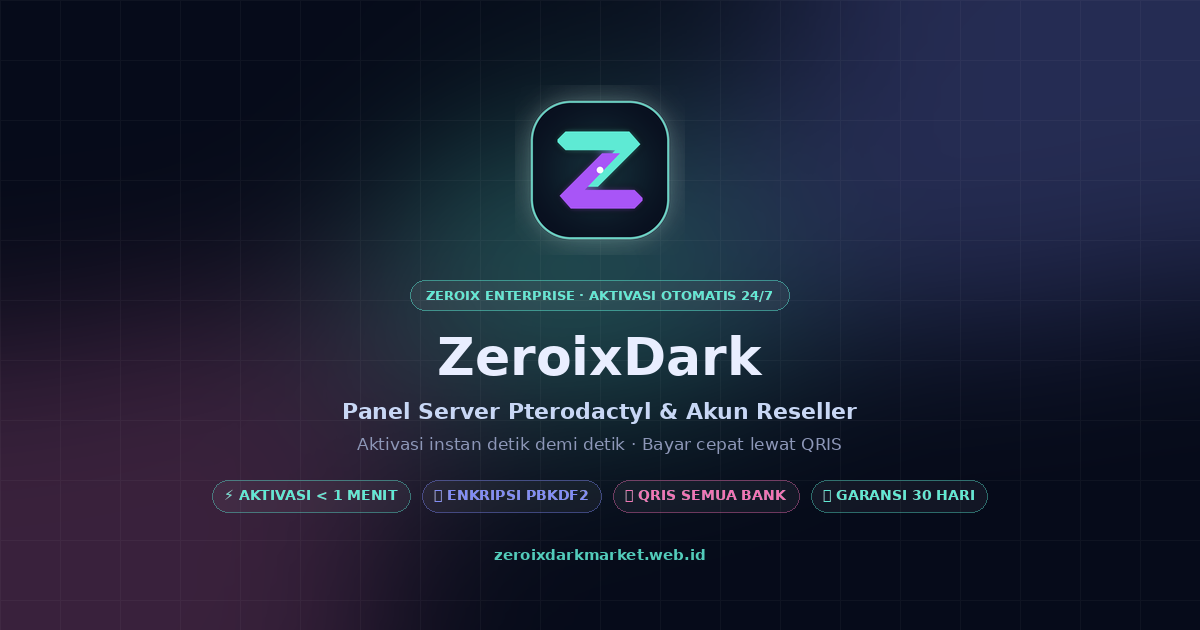 ZEROIX ENTERPRISE · AKTIVASI OTOMATIS 24/7
ZeroixDark
Panel Server Pterodactyl & Akun Reseller
Aktivasi instan detik demi detik · Bayar cepat lewat QRIS
⚡ AKTIVASI < 1 MENIT
ENKRIPSI PBKDF2
QRIS SEMUA BANK
GARANSI 30 HARI
zeroixdarkmarket.web.id